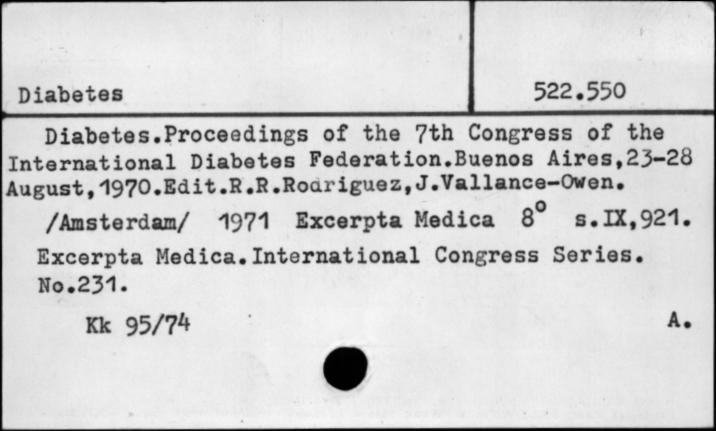 Diabetes
522.550
Diabetes.Proceedings of the 7th Congress of the
International Diabetes Federation.Buenos Aires,23-28
August,1970.Edit.R.R.Rodriguez,J.Vallance-Owen.
/Amsterdam/ 1971 Excerpta Medica 8° s.IX,921.
Excerpta Medica.International Congress Series.
No.231.
Kk 95/74
A.